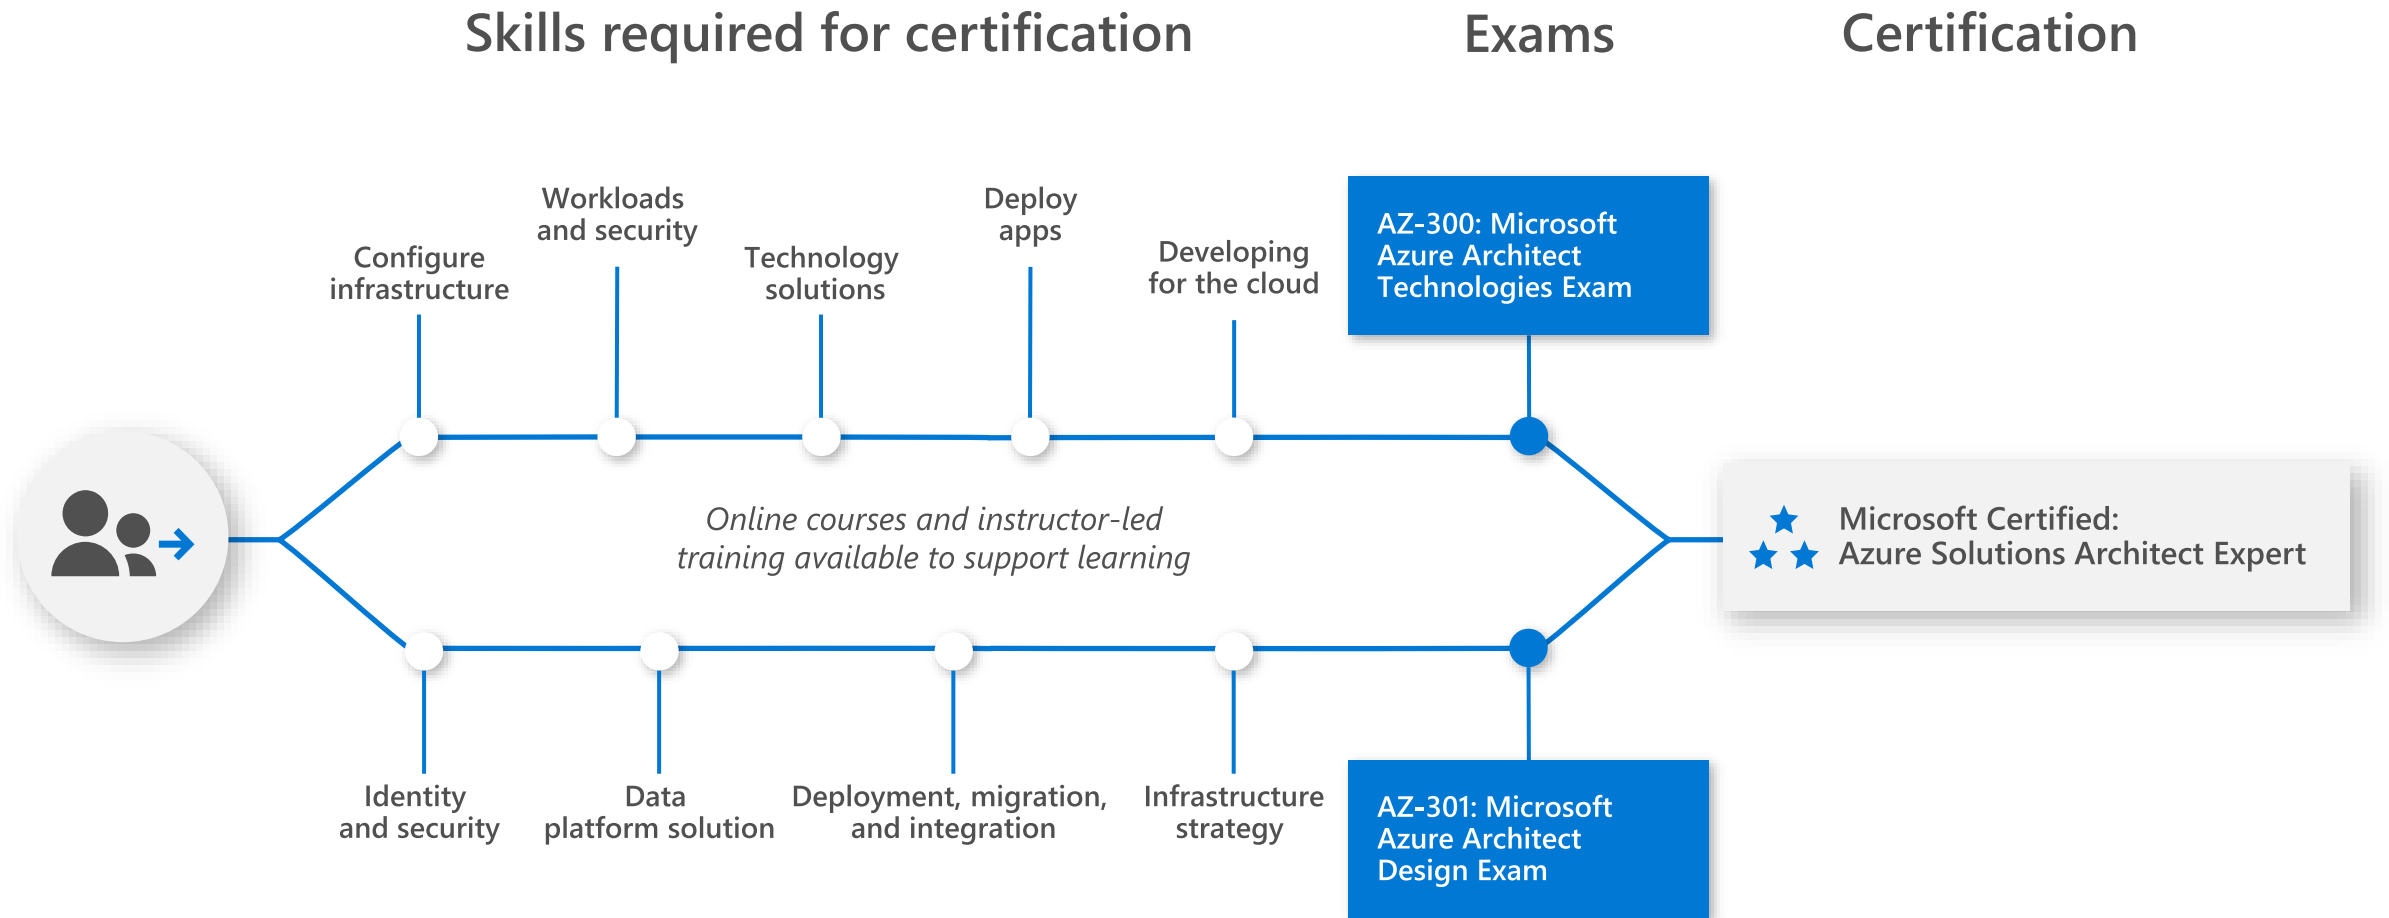 Skills required for certification
Exams
Certification
Configure
infrastructure
Workloads
and security
Technology
solutions
Deploy
apps
Developing
for the cloud
AZ-300: Microsoft
Azure Architect
Technologies Exam
Online courses and instructor-led
training available to support learning
Microsoft Certified:
Azure Solutions Architect Expert
Identity
and security
Data
platform solution
Deployment, migration,
and integration
Infrastructure
strategy
AZ-301: Microsoft
Azure Architect
Design Exam